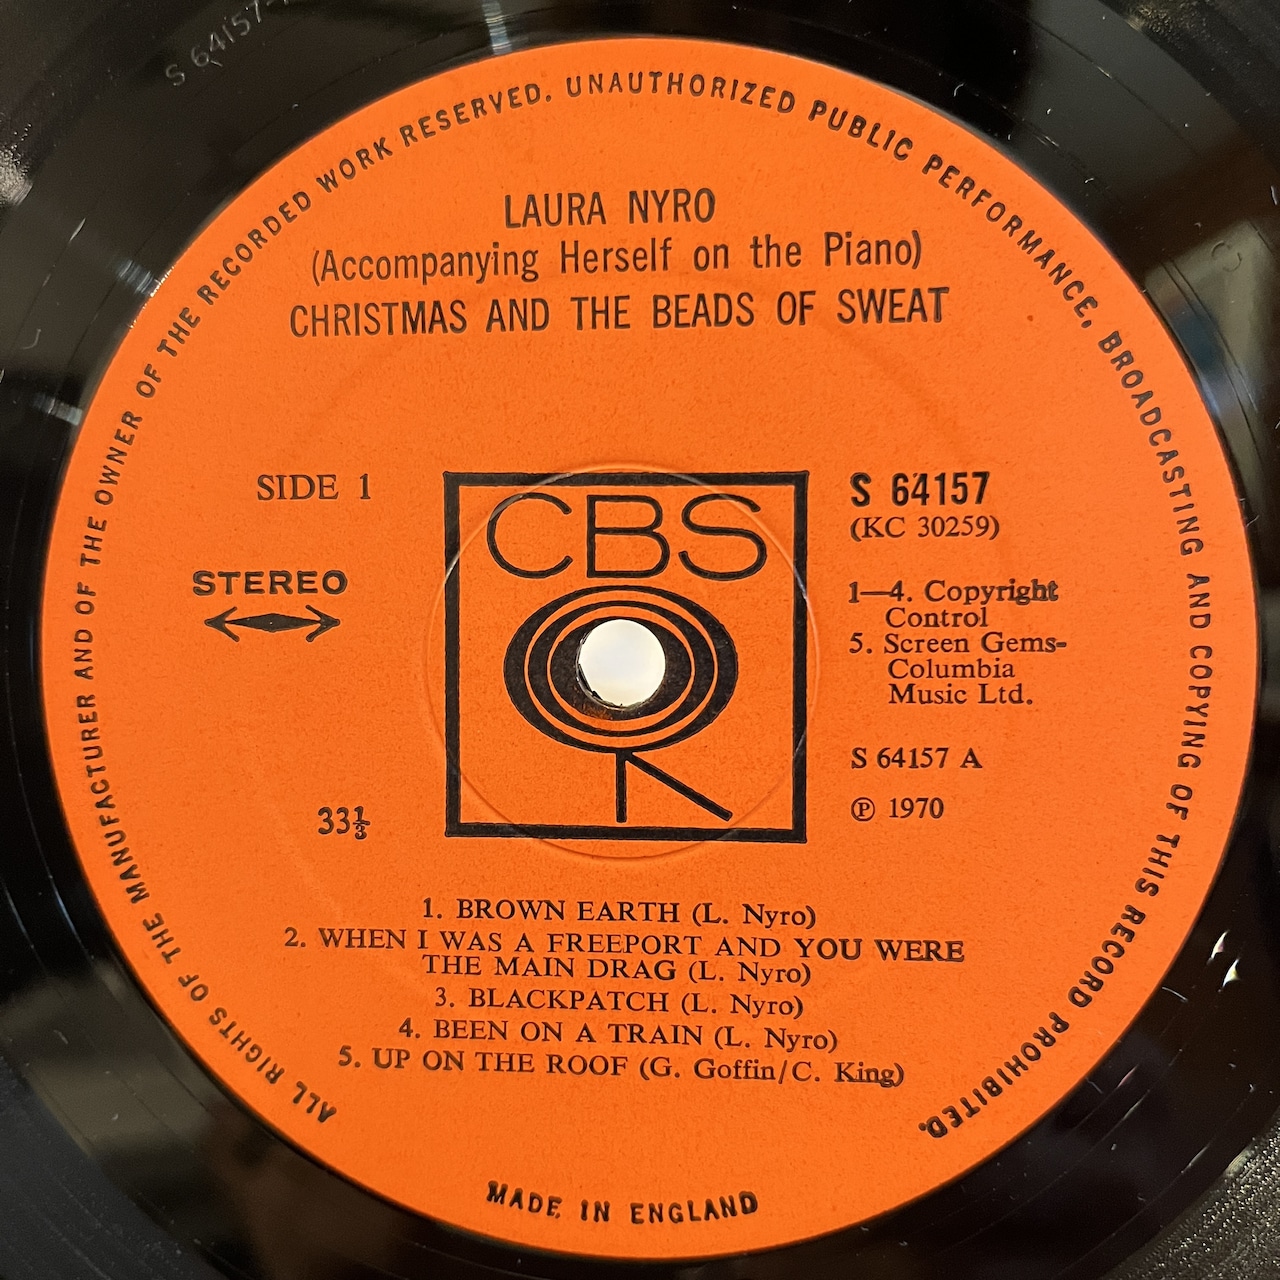 S 64157-
ALL RIGHTS OF THE MANUFACTURER AND OF THE OWNER OF THE RECORDED WORK RESERVED. UNAUTHORIZED PUBLIC PERFORMANCE, BROADCASTING AND COPYING OF THIS RECORD PROHIBITED.
LAURA NYRO
(Accompanying Herself on the Piano)
CHRISTMAS AND THE BEADS OF SWEAT
SIDE 1
STEREO
33⅓
CBS
S 64157
(KC 30259)
1—4. Copyright
Control
5. Screen Gems-
Columbia
Music Ltd.
S 64157 A
℗ 1970
1. BROWN EARTH (L. Nyro)
2. WHEN I WAS A FREEPORT AND YOU WERE
THE MAIN DRAG (L. Nyro)
3. BLACKPATCH (L. Nyro)
4. BEEN ON A TRAIN (L. Nyro)
5. UP ON THE ROOF (G. Goffin/C. King)
MADE IN ENGLAND